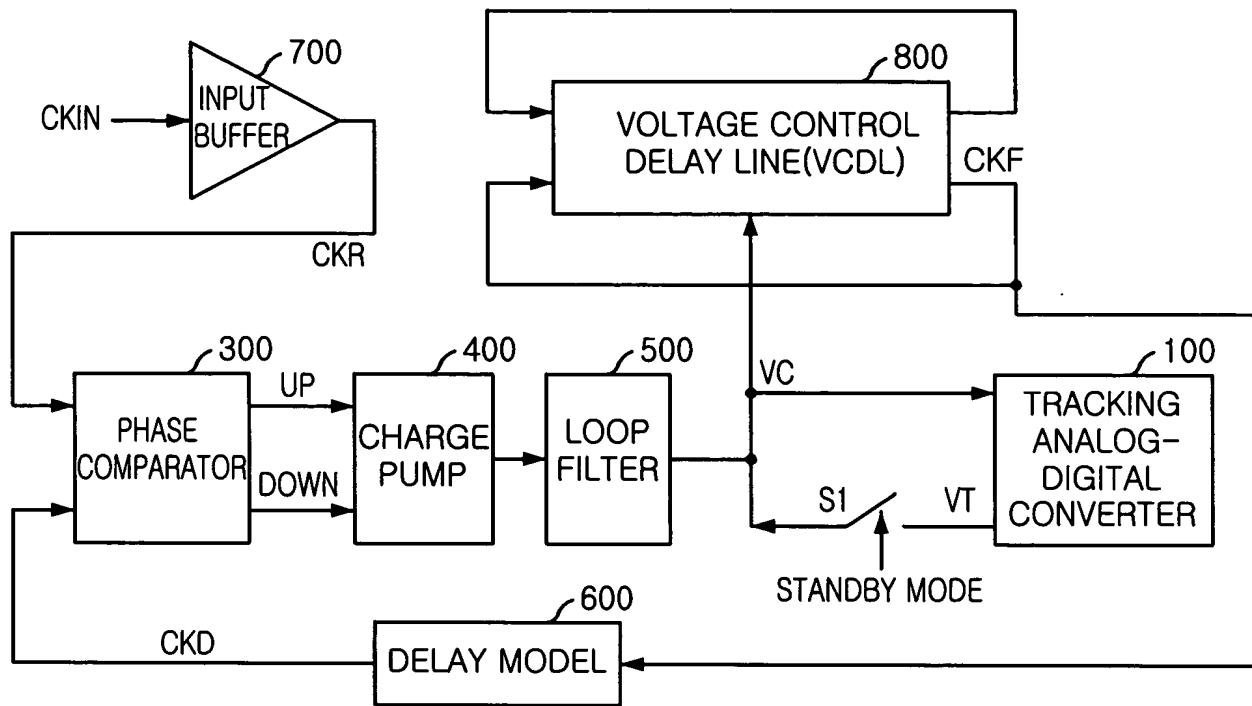 700
INPUT
BUFFER
CKIN
CKR
800
VOLTAGE CONTROL
DELAY LINE(VCDL)
CKF
300
PHASE
COMPARATOR
UP
DOWN
400
CHARGE
PUMP
500
LOOP
FILTER
VC
100
TRACKING
ANALOG-
DIGITAL
CONVERTER
S1
VT
STANDBY MODE
600
DELAY MODEL
CKD